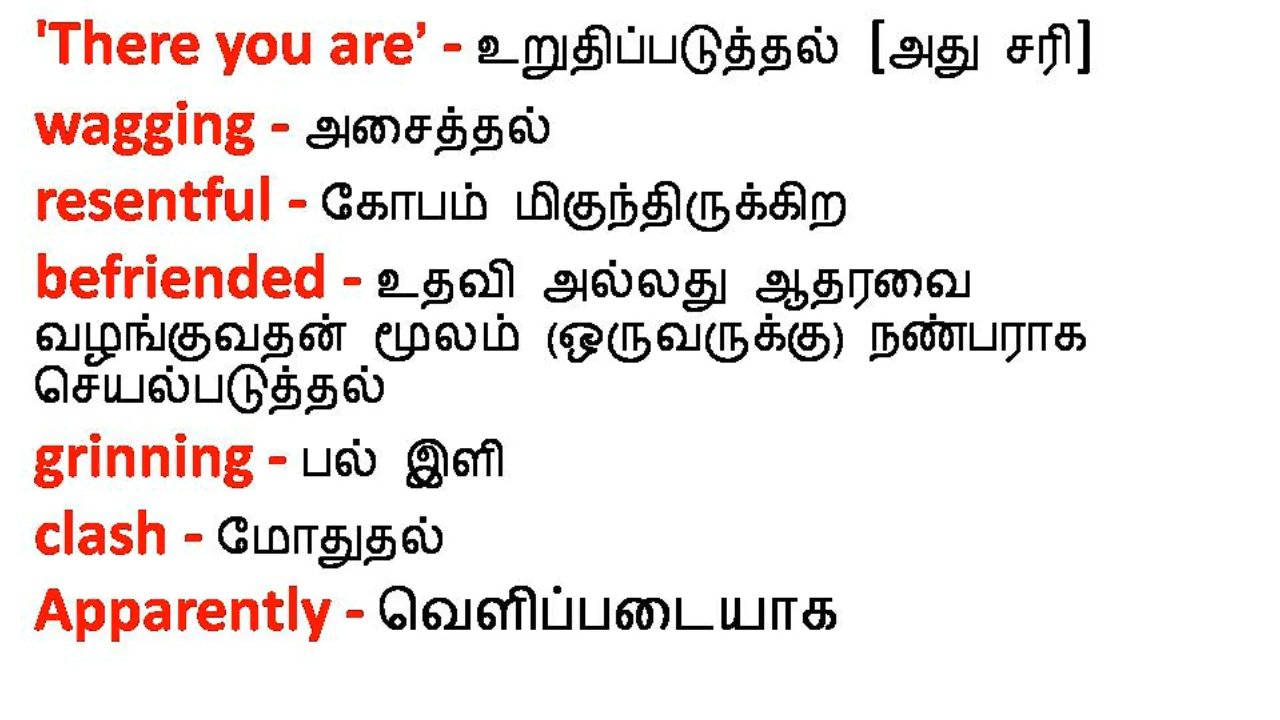 'There you are’ - உறுதிப்படுத்தல் [அது சரி]
wagging - அசைத்தல்
resentful - கோபம் மிகுந்திருக்கிற
befriended - உதவி அல்லது ஆதரவை
வழங்குவதன் மூலம் (ஒருவருக்கு) நண்பராக
செயல்படுத்தல்
grinning - பல் இளி
clash - மோதுதல்
Apparently - வெளிப்படையாக